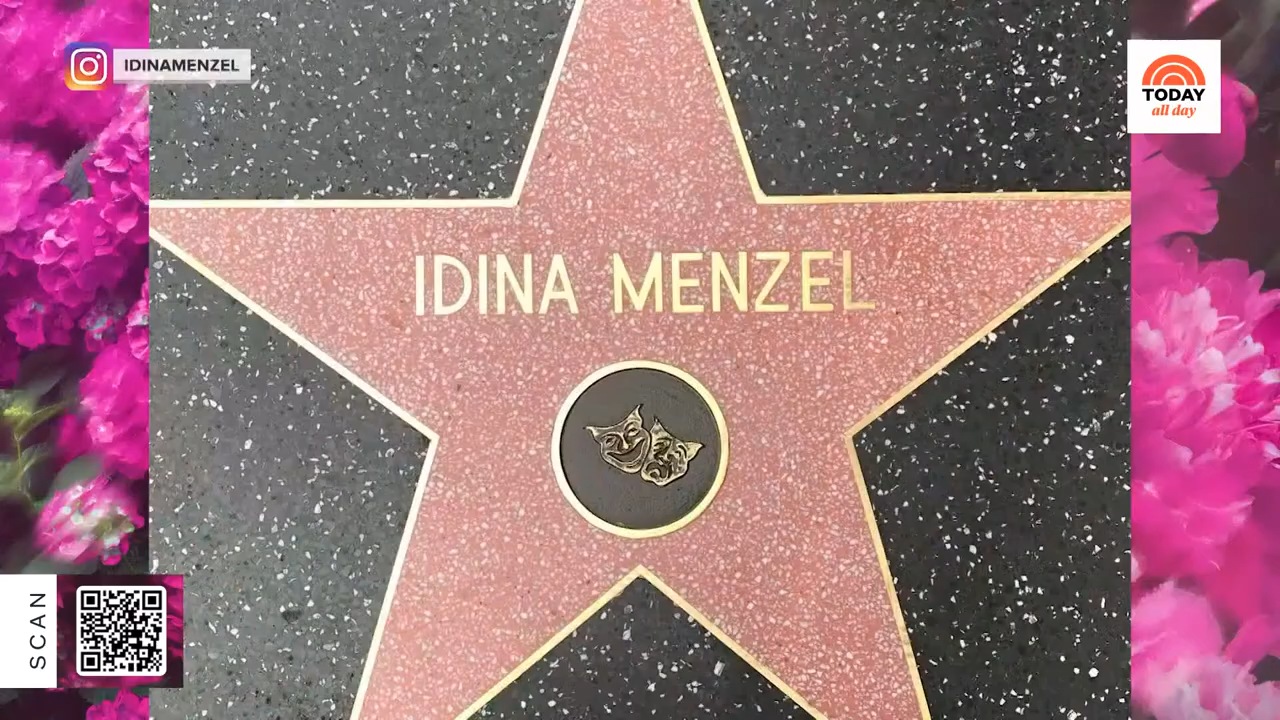 IDINAMENZEL
TODAY
all day
IDINA MENZEL
SCAN